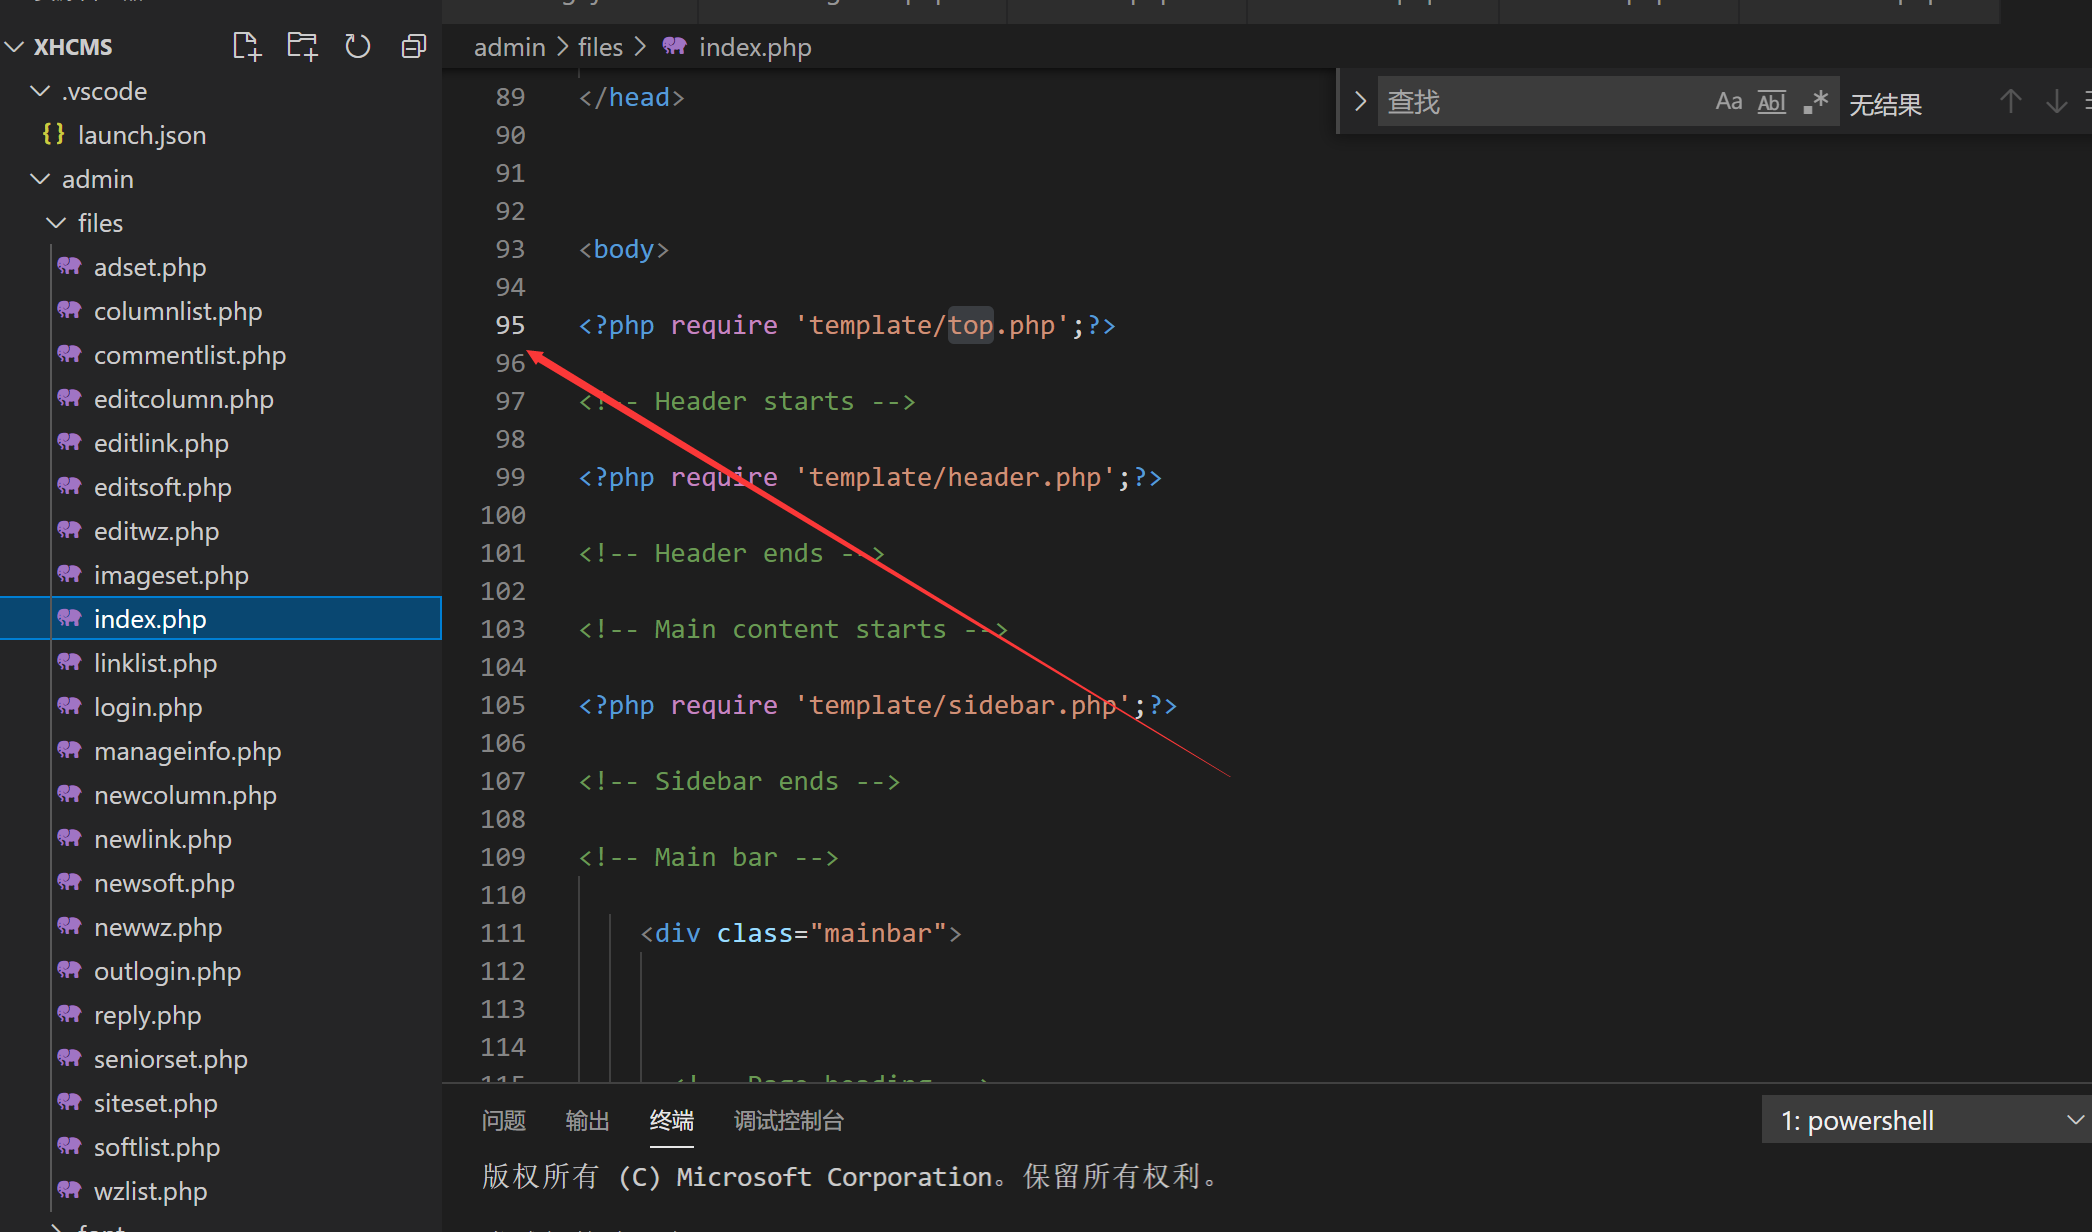 XHCMS
.vscode
launch.json
admin
files
adset.php
columnlist.php
commentlist.php
editcolumn.php
editlink.php
editsoft.php
editwz.php
imageset.php
index.php
linklist.php
login.php
manageinfo.php
newcolumn.php
newlink.php
newsoft.php
newwz.php
outlogin.php
reply.php
seniorset.php
siteset.php
softlist.php
wzlist.php
admin > files > index.php
查找 Aa Abl .* 无结果
89 </head>
90
91
92
93 <body>
94
95 <?php require 'template/top.php';?>
96
97 <!-- Header starts -->
98
99 <?php require 'template/header.php';?>
100
101 <!-- Header ends -->
102
103 <!-- Main content starts -->
104
105 <?php require 'template/sidebar.php';?>
106
107 <!-- Sidebar ends -->
108
109 <!-- Main bar -->
110
111 <div class="mainbar">
112
113
114
问题 输出 终端 调试控制台 1: powershell
版权所有 (C) Microsoft Corporation。保留所有权利。